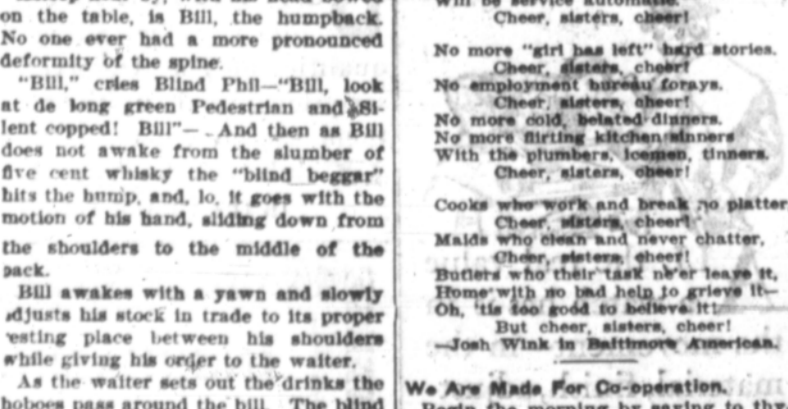 on the table, is Bill, the humpback.
No one ever had a more pronounced
deformity of the spine.
"Bill," cries Blind Phil—"Bill, look
at de long green Pedestrian and Si-
lent copped! Bill"— And then as Bill
does not awake from the slumber of
five cent whisky the "blind beggar"
hits the hump, and, lo, it goes with the
motion of his hand, sliding down from
the shoulders to the middle of the
back.
Bill awakes with a yawn and slowly
adjusts his stock in trade to its proper
resting place between his shoulders
while giving his order to the waiter.
As the waiter sets out the drinks the
hoboes pass around the bill. The blind
Will be service automatic.
Cheer, sisters, cheer!
No more "girl has left" hard stories.
Cheer, sisters, cheer!
No employment bureau forays.
Cheer, sisters, cheer!
No more cold, belated dinners.
No more flirting kitchen sinners
With the plumbers, icemen, tinners.
Cheer, sisters, cheer!
Cooks who work and break no platter,
Cheer, sisters, cheer!
Maids who clean and never chatter,
Cheer, sisters, cheer!
Butlers who their task ne'er leave it,
Home with no bad help to grieve it—
Oh, 'tis too good to believe it!
But cheer, sisters, cheer!
—Josh Wink in Baltimore American.
We Are Made For Co-operation.
Begin the morning by saying to thy